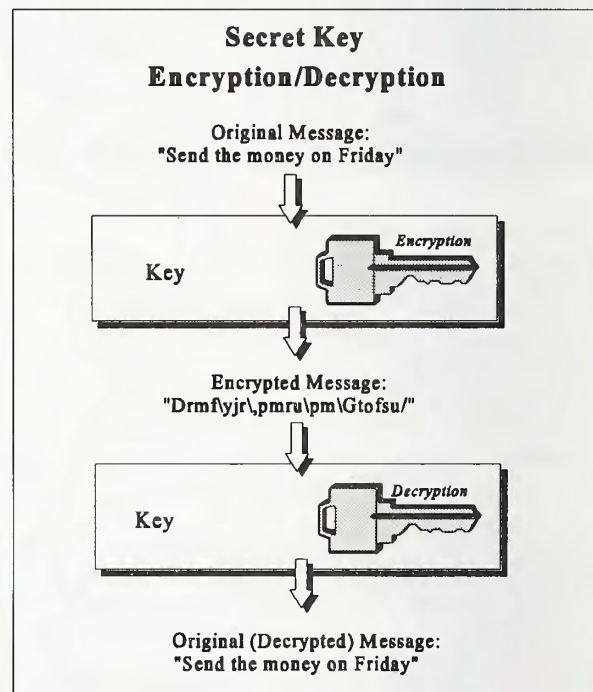 Secret Key
Encryption/Decryption
Original Message:
"Send the money on Friday"
Encryption
Key
Encrypted Message:
"Drmf\yjr\,pmru\pm\Gtofsu/"
Decryption
Key
Original (Decrypted) Message:
"Send the money on Friday"